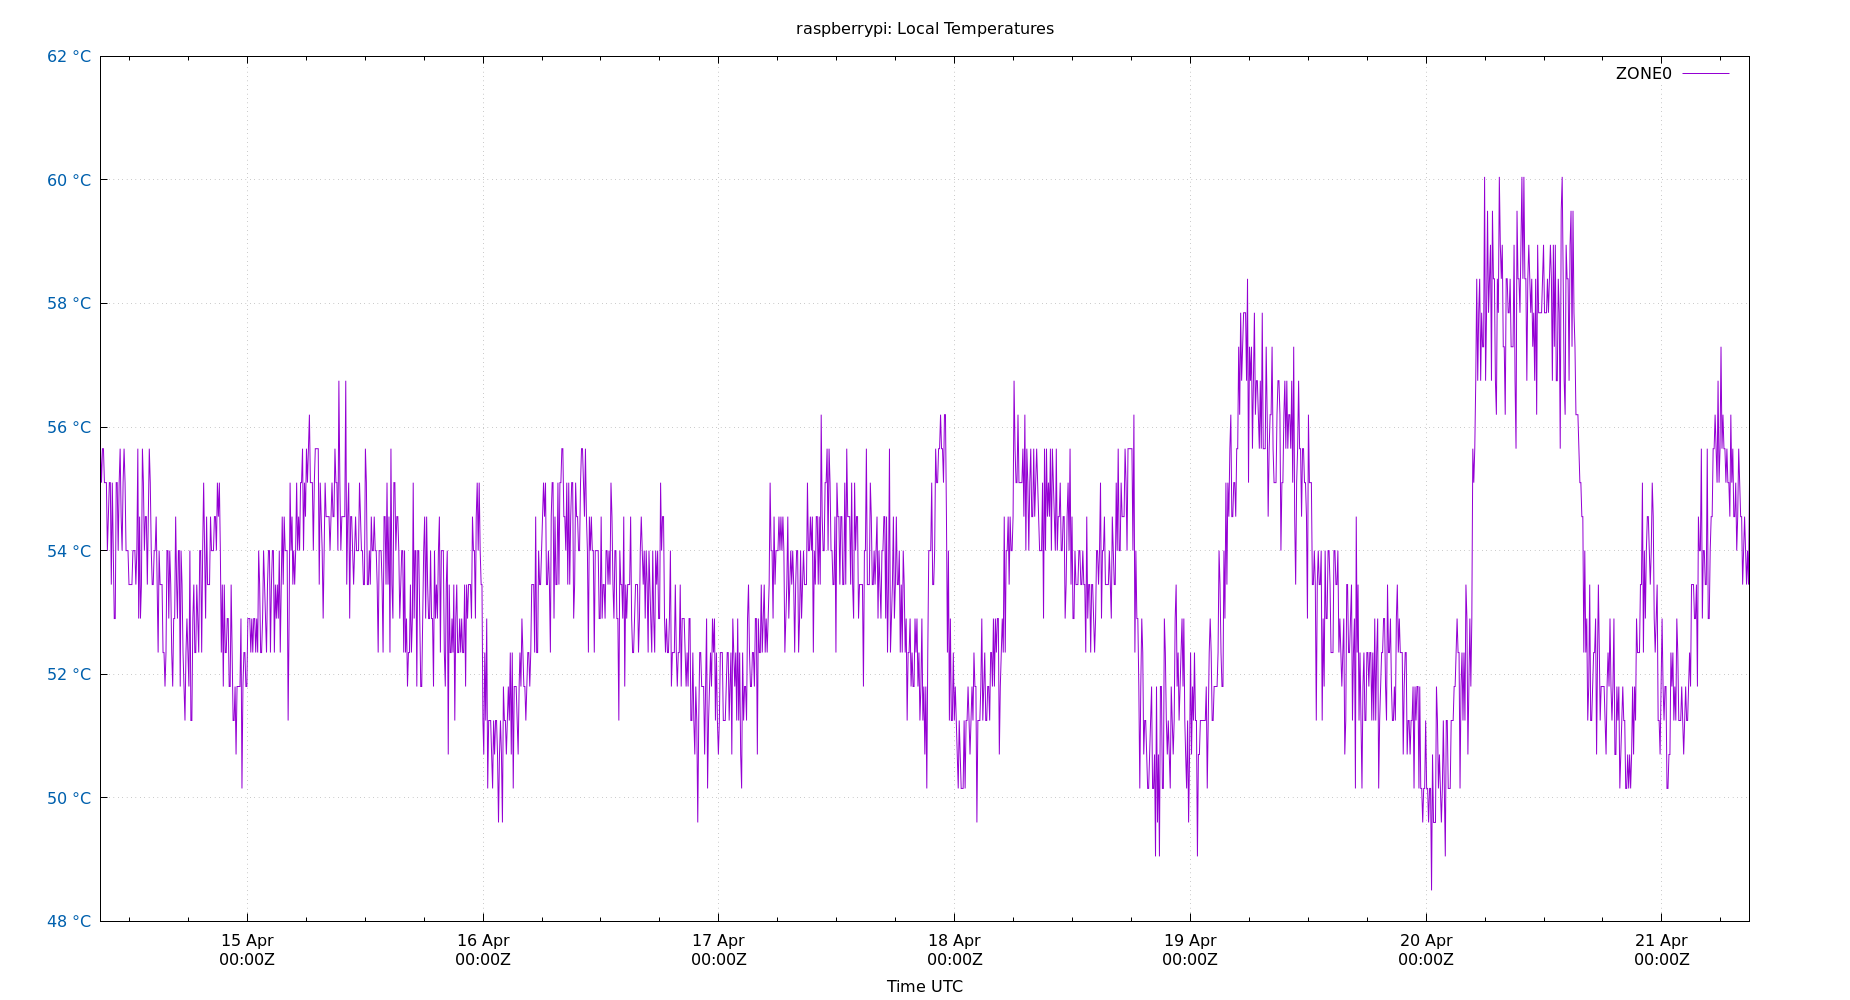 raspberrypi: Local Temperatures
62 °C
ZONE0
60 °C
58 °C
56 °C
54 °C
52 °C
50 °C
48 °C
15 Apr 16 Apr 17 Apr 18 Apr 19 Apr 20 Apr 21 Apr
00:00Z 00:00Z 00:00Z 00:00Z 00:00Z 00:00Z 00:00Z
Time UTC